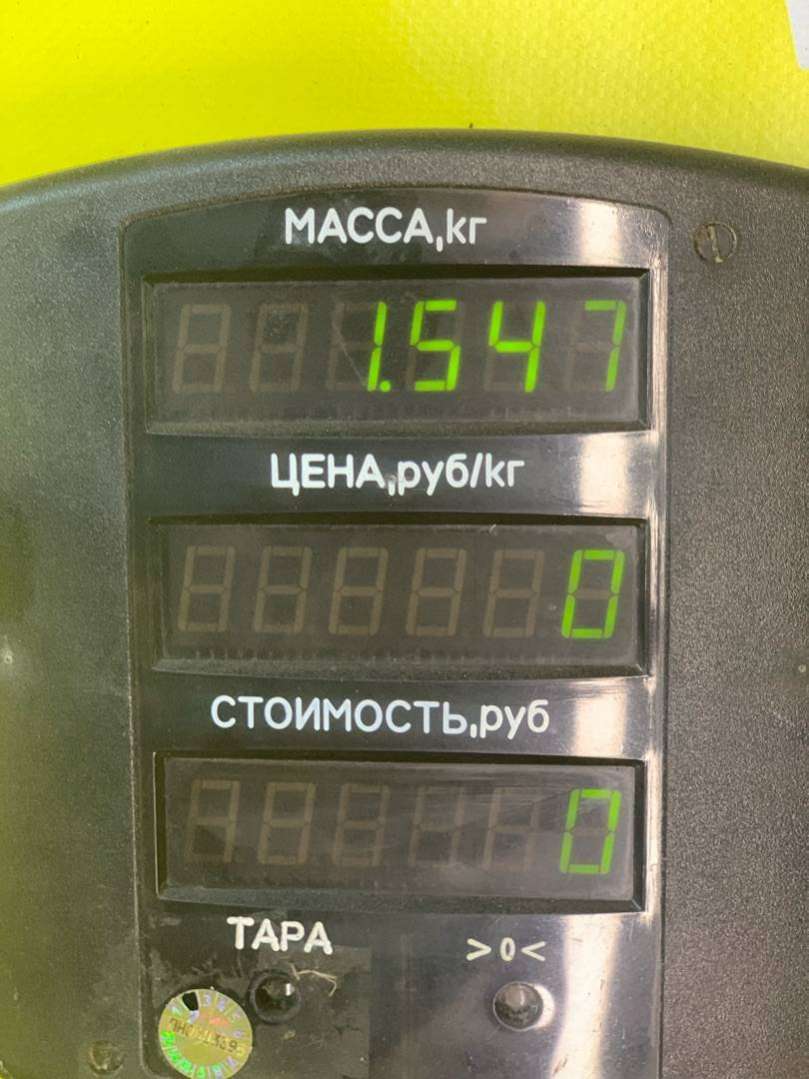 МАССА,кг
1.547
ЦЕНА,руб/кг
0
СТОИМОСТЬ,руб
0
ТАРА >0<